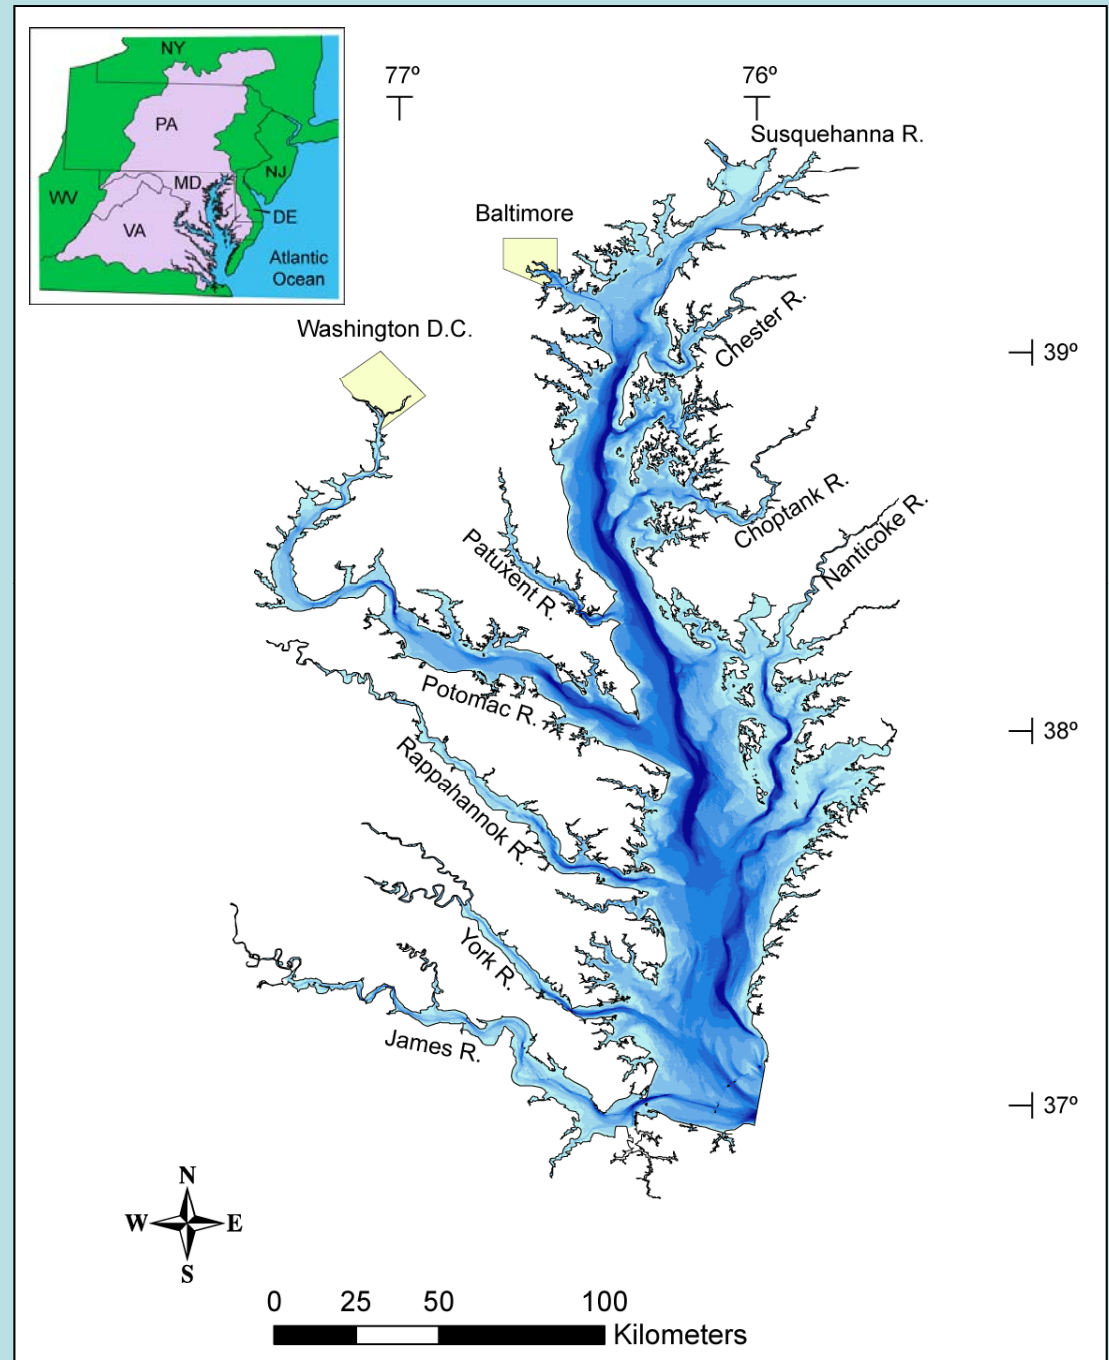 NY
PA
NJ
MD
WV
DE
VA
Atlantic
Ocean
77º
76º
Susquehanna R.
Baltimore
Chester R.
Washington D.C.
39º
Choptank R.
Nanticoke R.
Patuxent R.
Potomac R.
38º
Rappahannok R.
York R.
James R.
37º
N
W
E
S
0 25 50 100
Kilometers